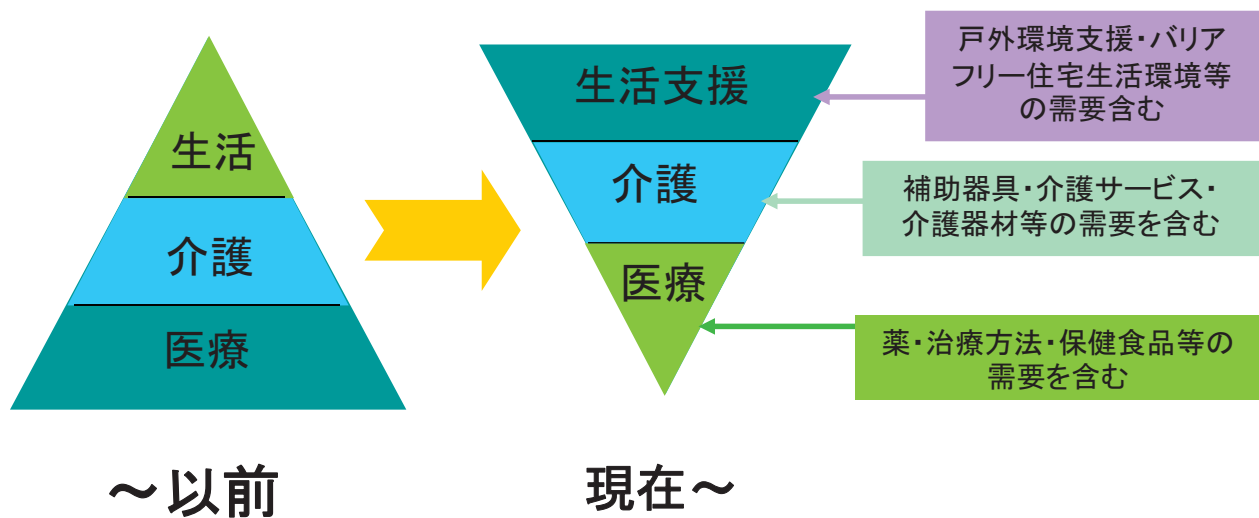 生活
介護
医療
～以前
生活支援
介護
医療
現在～
戸外環境支援・バリア
フリー住宅生活環境等
の需要含む
補助器具・介護サービス・
介護器材等の需要を含む
薬・治療方法・保健食品等の
需要を含む